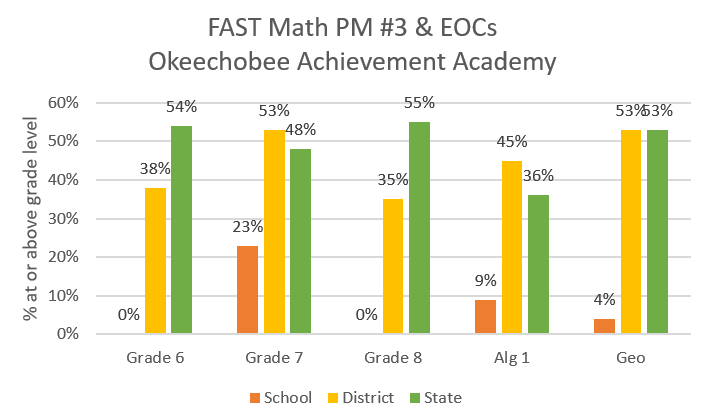 FAST Math PM #3 & EOCs
Okeechobee Achievement Academy
% at or above grade level
60%
50%
40%
30%
20%
10%
0%
0% 38% 54%
23% 53% 48%
0% 35% 55%
9% 45% 36%
4% 53% 53%
Grade 6 Grade 7 Grade 8 Alg 1 Geo
School District State